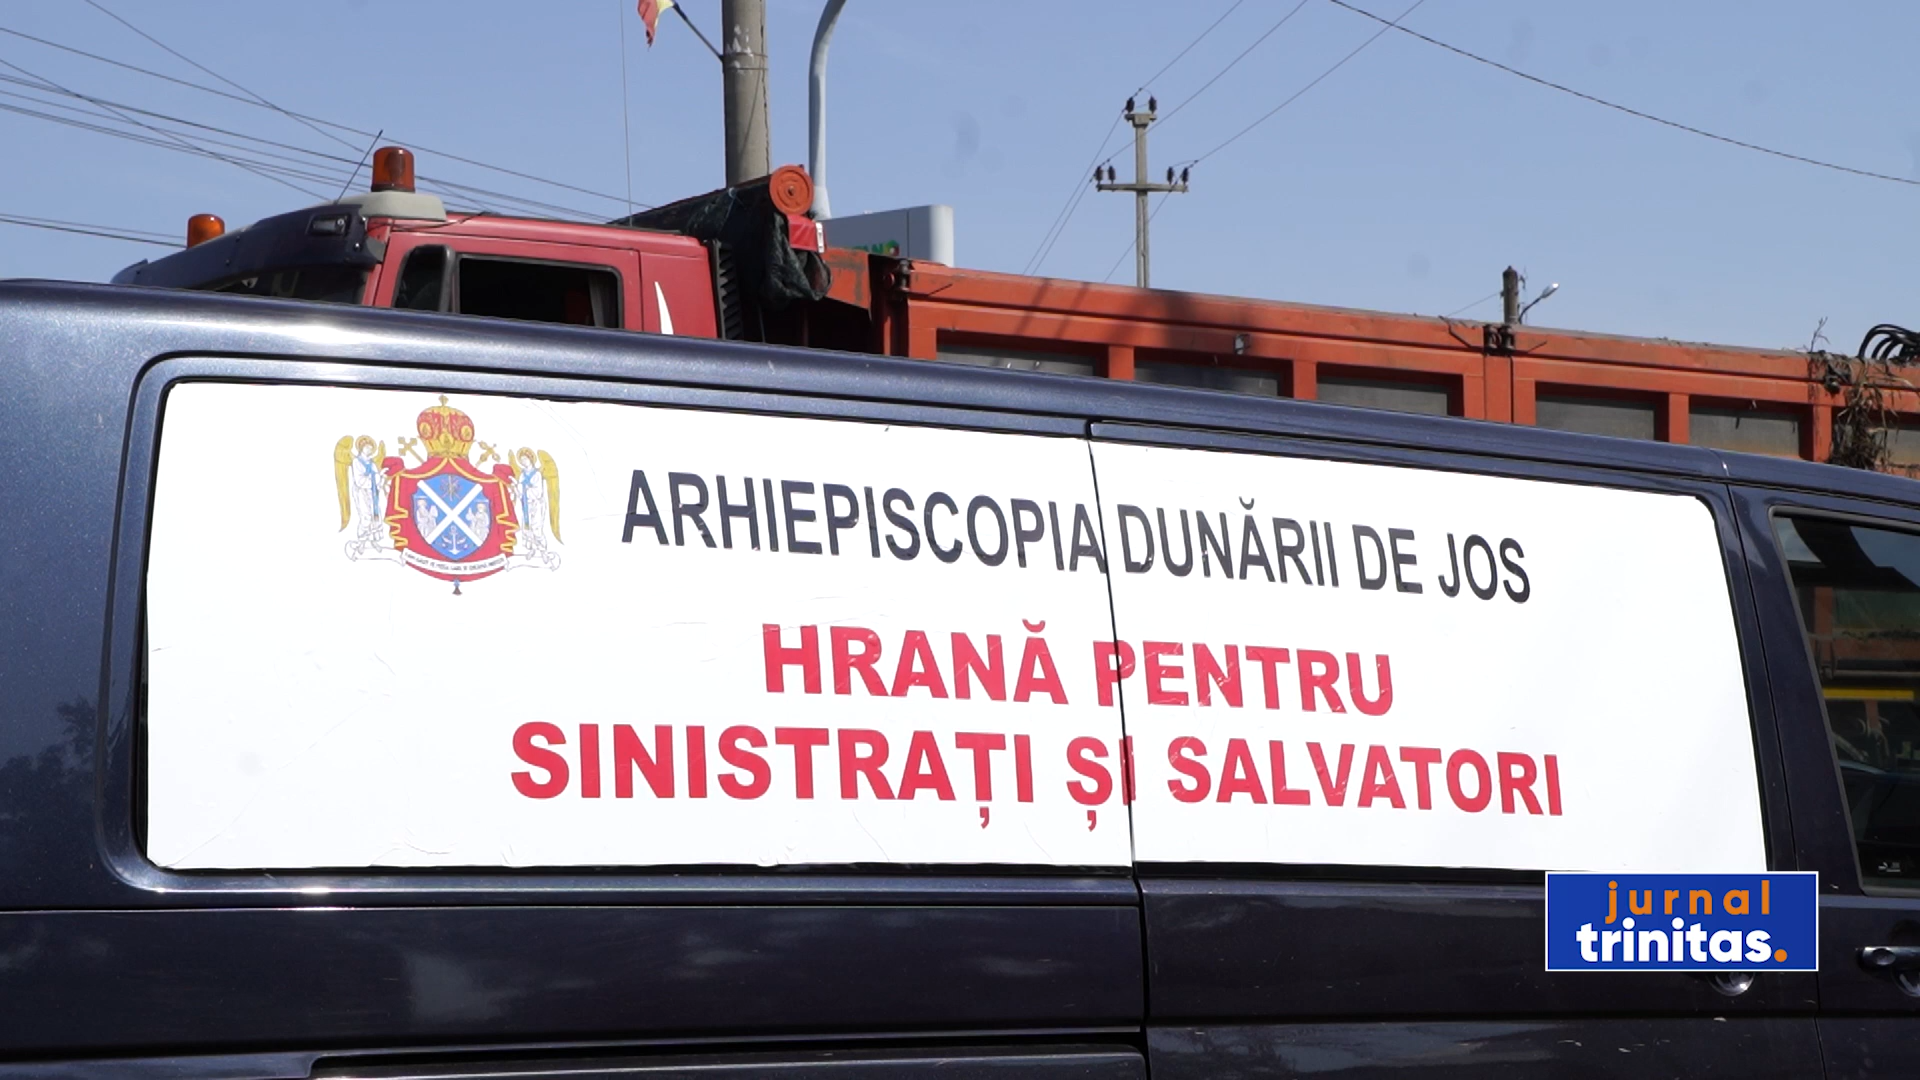 ARHIEPISCOPIA DUNĂRII DE JOS
HRANĂ PENTRU
SINISTRAȚI ȘI SALVATORI
jurnal
trinitas.